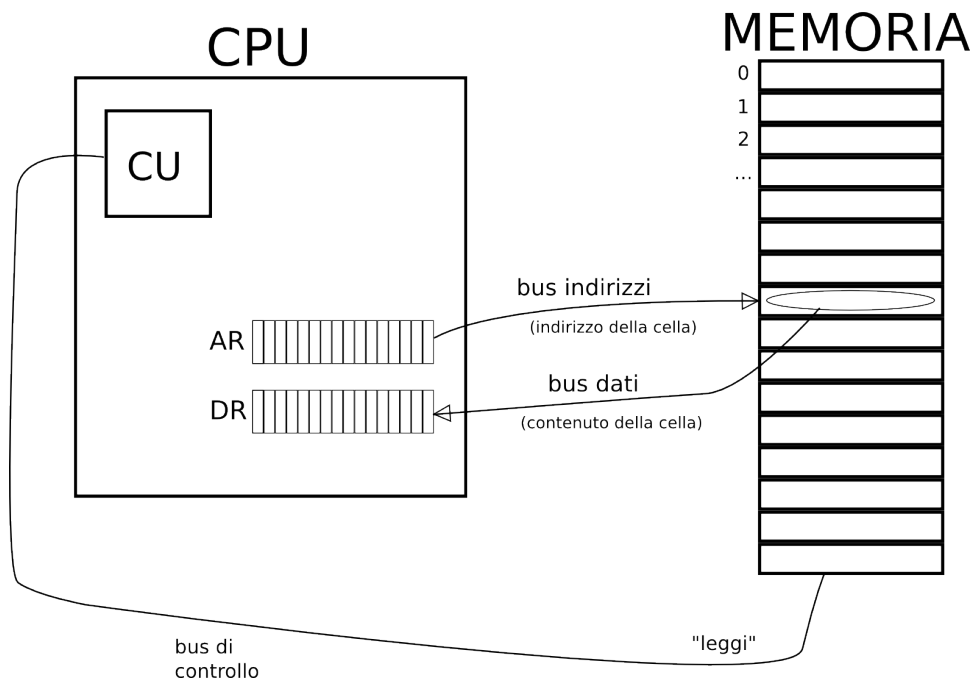 CPU
MEMORIA
0
1
2
...
CU
bus indirizzi
(indirizzo della cella)
AR
bus dati
DR
(contenuto della cella)
"leggi"
bus di
controllo